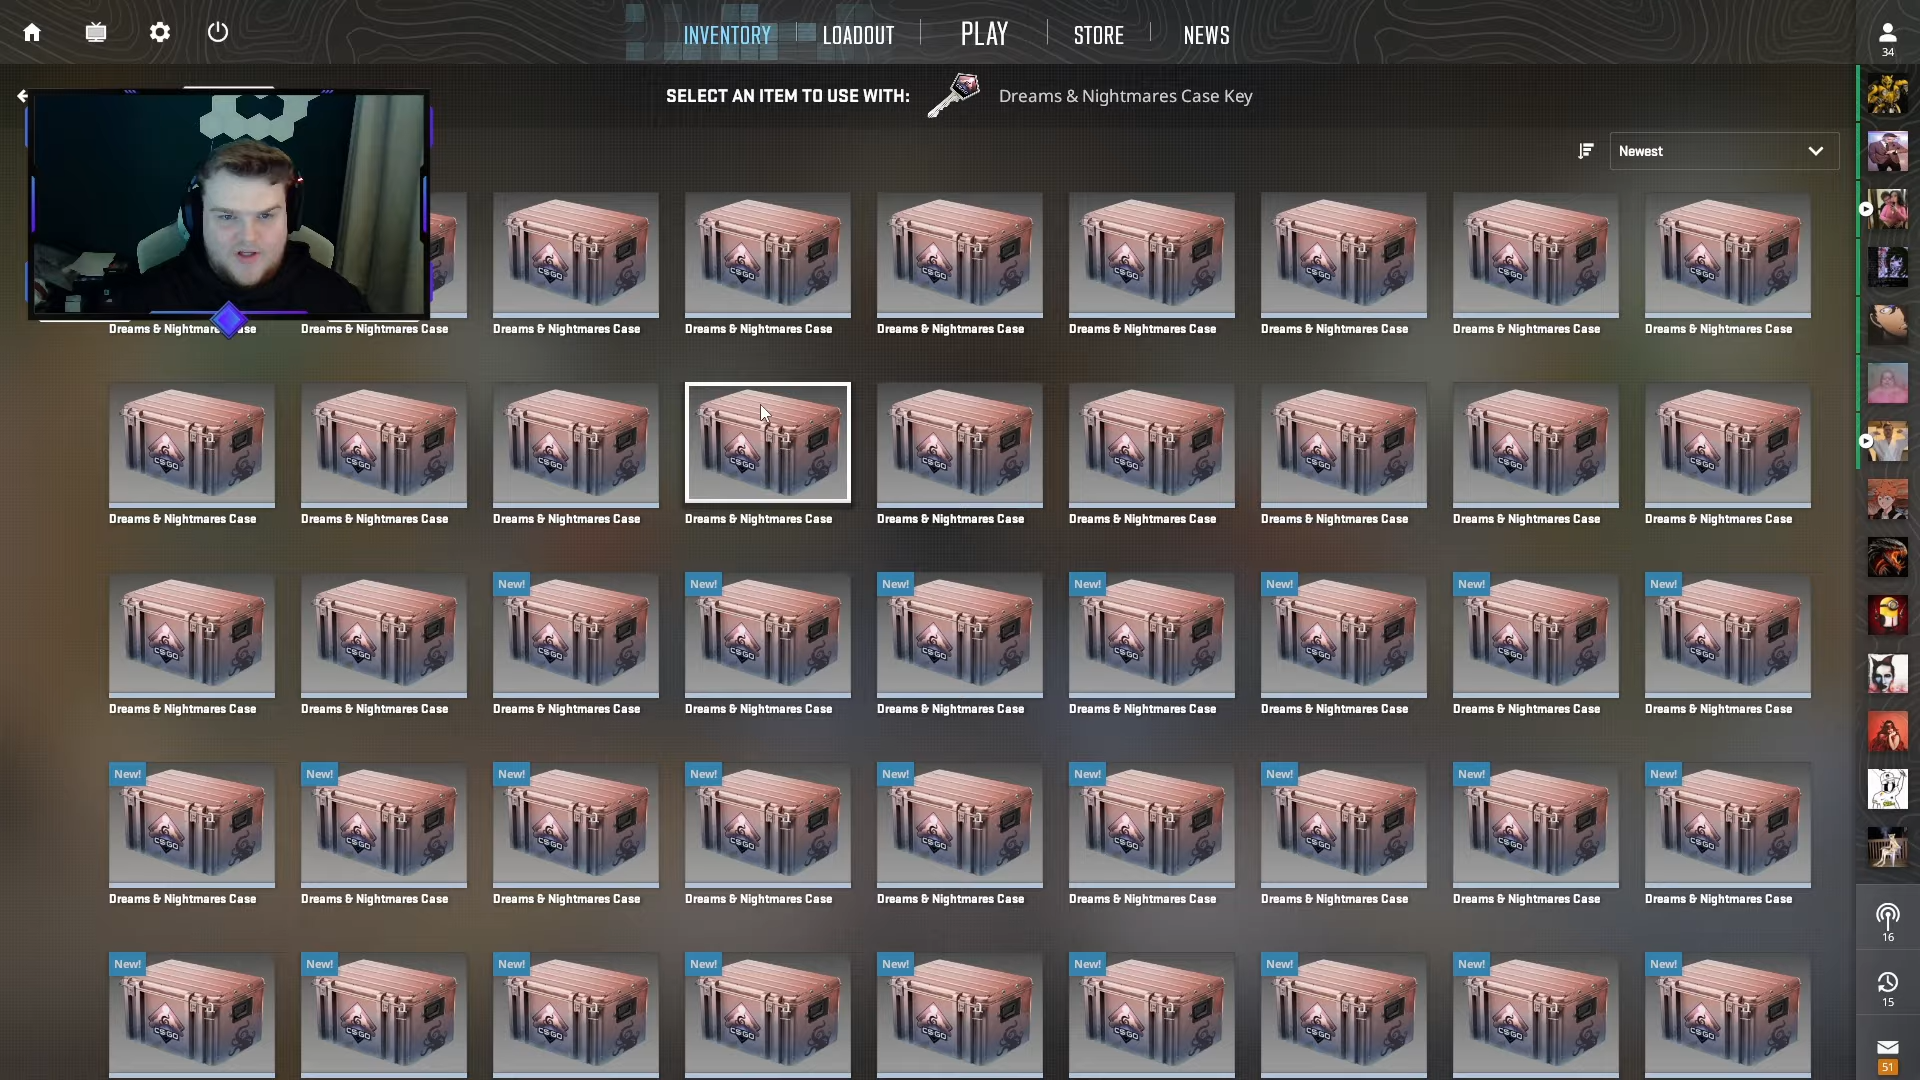 INVENTORY LOADOUT PLAY STORE NEWS
34
SELECT AN ITEM TO USE WITH: Dreams & Nightmares Case Key
Newest
Dreams & Nightmares Case Dreams & Nightmares Case Dreams & Nightmares Case Dreams & Nightmares Case Dreams & Nightmares Case Dreams & Nightmares Case Dreams & Nightmares Case Dreams & Nightmares Case Dreams & Nightmares Case
Dreams & Nightmares Case Dreams & Nightmares Case Dreams & Nightmares Case Dreams & Nightmares Case Dreams & Nightmares Case Dreams & Nightmares Case Dreams & Nightmares Case Dreams & Nightmares Case Dreams & Nightmares Case
New! New! New! New! New! New! New!
Dreams & Nightmares Case Dreams & Nightmares Case Dreams & Nightmares Case Dreams & Nightmares Case Dreams & Nightmares Case Dreams & Nightmares Case Dreams & Nightmares Case Dreams & Nightmares Case Dreams & Nightmares Case
New! New! New! New! New! New! New! New! New!
Dreams & Nightmares Case Dreams & Nightmares Case Dreams & Nightmares Case Dreams & Nightmares Case Dreams & Nightmares Case Dreams & Nightmares Case Dreams & Nightmares Case Dreams & Nightmares Case Dreams & Nightmares Case
16
New! New! New! New! New! New! New! New! New!
15
51